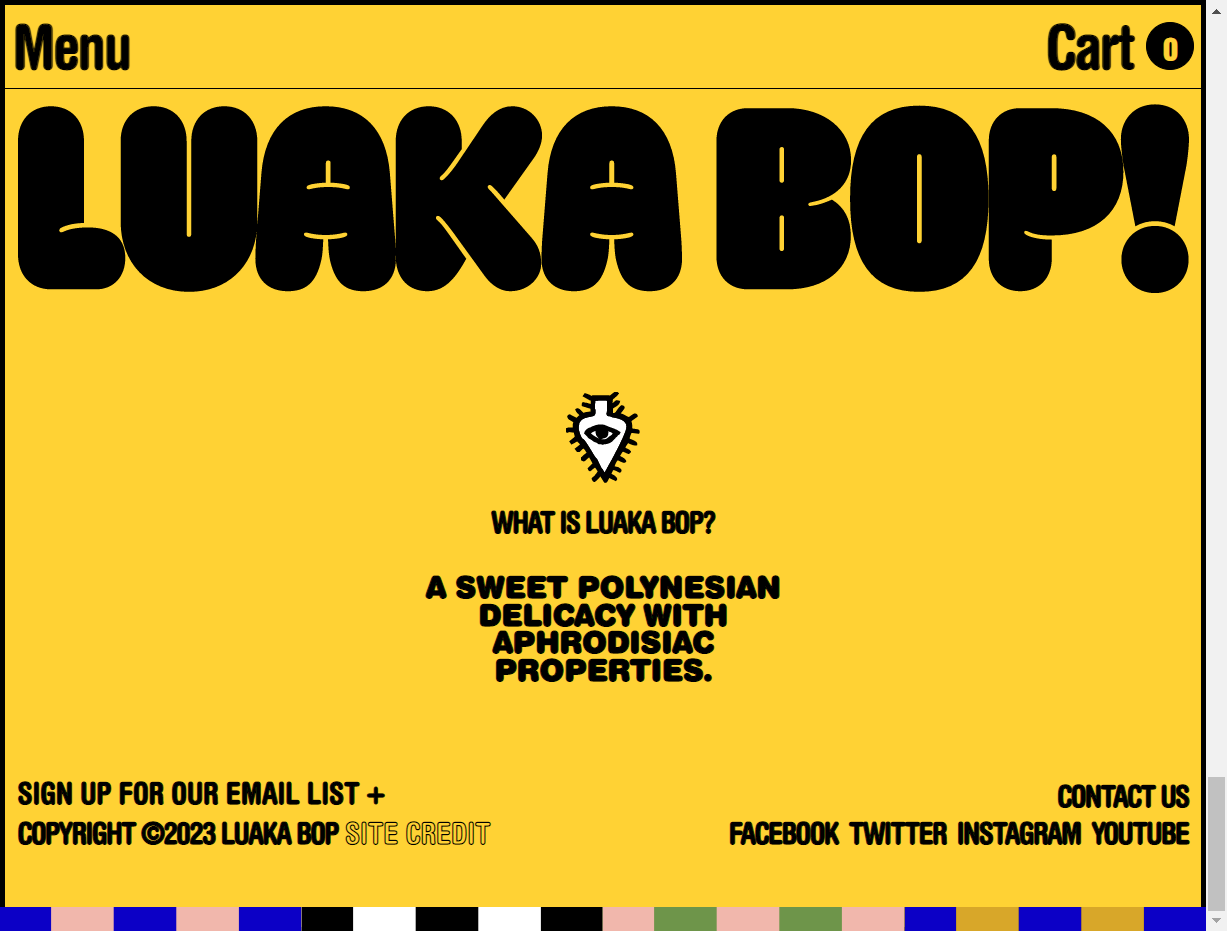 Menu
Cart 0
LUAKA BOP!
WHAT IS LUAKA BOP?
A SWEET POLYNESIAN
DELICACY WITH
APHRODISIAC
PROPERTIES.
SIGN UP FOR OUR EMAIL LIST +
CONTACT US
COPYRIGHT ©2023 LUAKA BOP SITE CREDIT
FACEBOOK TWITTER INSTAGRAM YOUTUBE